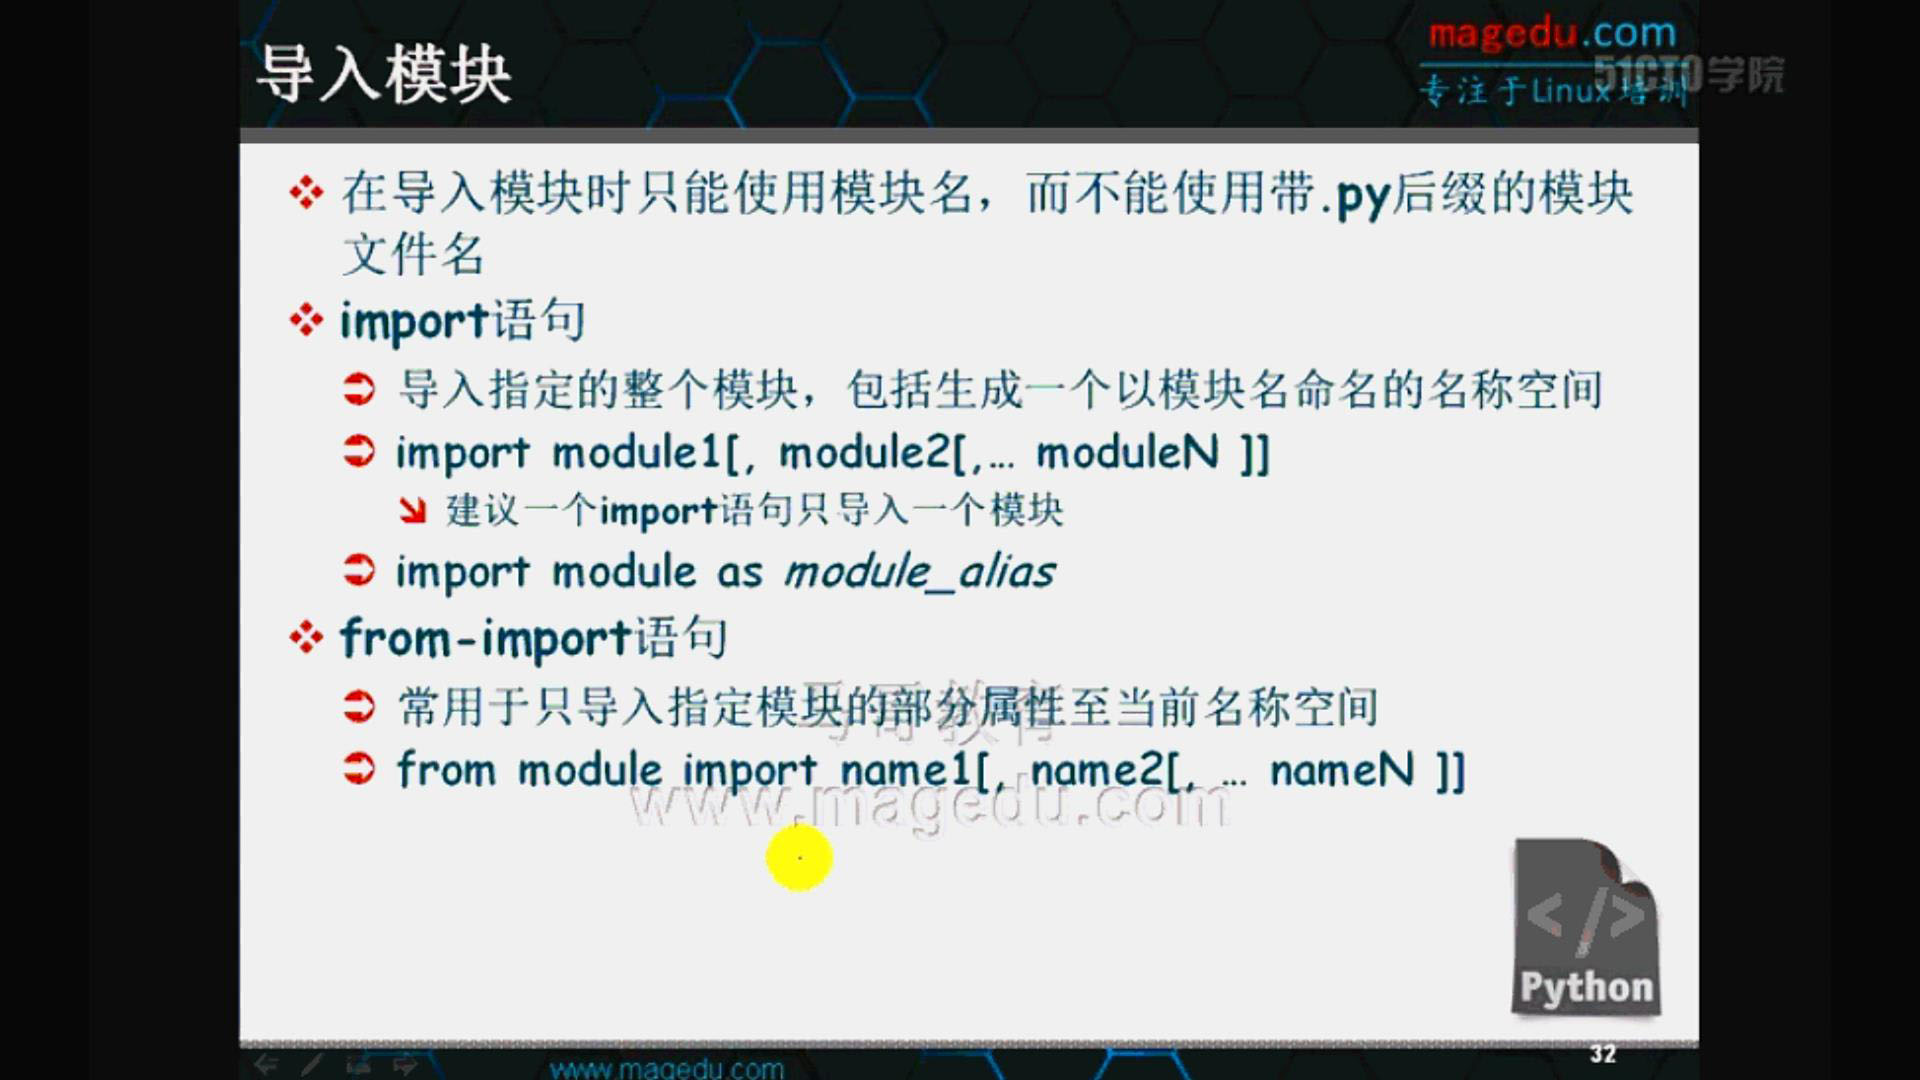 导入模块
magedu.com
专注于Linux培训
51CTO学院
在导入模块时只能使用模块名，而不能使用带.py后缀的模块
文件名
import语句
导入指定的整个模块，包括生成一个以模块名命名的名称空间
import module1[, module2[,... moduleN ]]
建议一个import语句只导入一个模块
import module as module_alias
from-import语句
常用于只导入指定模块的部分属性至当前名称空间
马哥教育
from module import name1[, name2[, ... nameN ]]
www.magedu.com
</>
Python
www.magedu.com
32